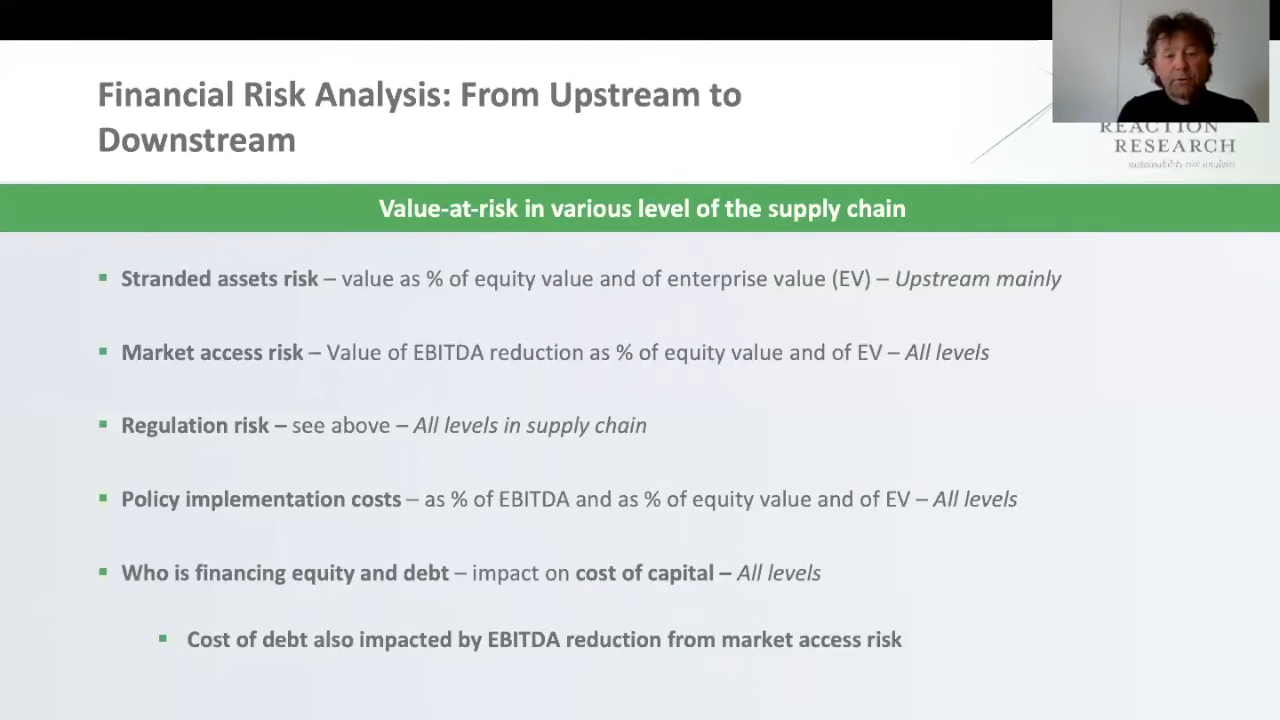 Financial Risk Analysis: From Upstream to
Downstream
REACTION
RESEARCH
sustainability risk analysis
Value-at-risk in various level of the supply chain
▪ Stranded assets risk – value as % of equity value and of enterprise value (EV) – Upstream mainly
▪ Market access risk – Value of EBITDA reduction as % of equity value and of EV – All levels
▪ Regulation risk – see above – All levels in supply chain
▪ Policy implementation costs – as % of EBITDA and as % of equity value and of EV – All levels
▪ Who is financing equity and debt – impact on cost of capital – All levels
▪ Cost of debt also impacted by EBITDA reduction from market access risk